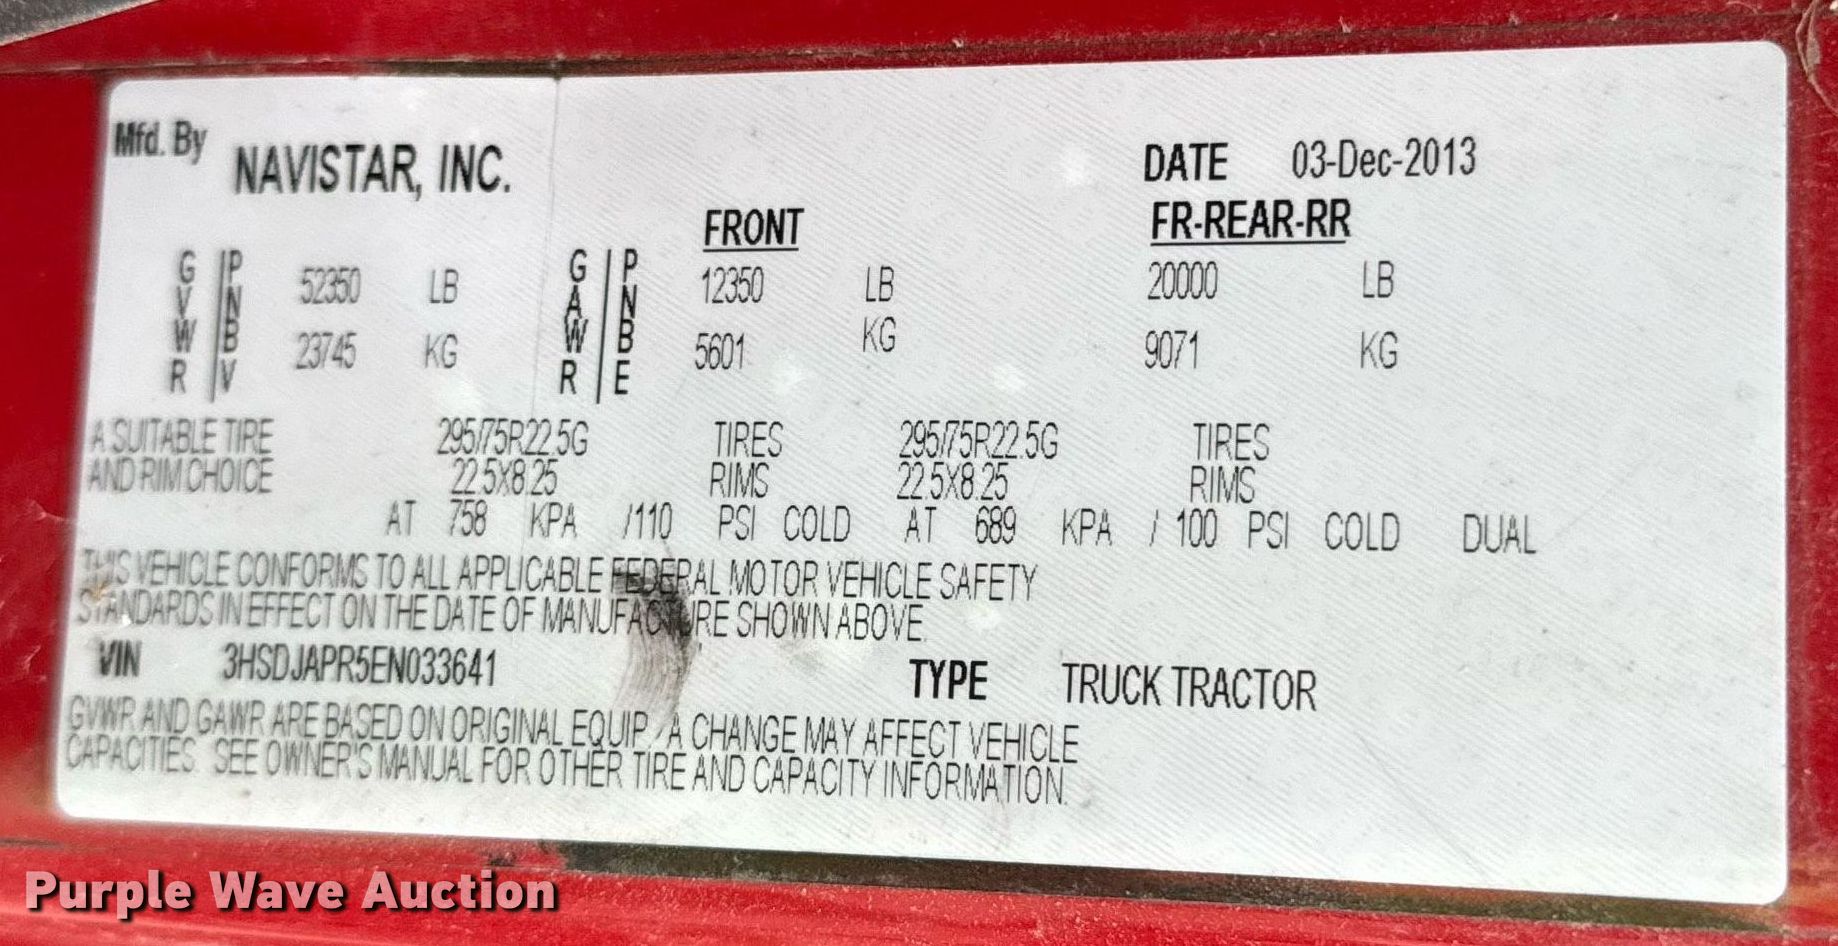 Mfd. By NAVISTAR, INC. DATE 03-Dec-2013
FRONT FR-REAR-RR
GVWR | PNBV 52350 LB GAWR | PNBE 12350 LB 20000 LB
23745 KG 5601 KG 9071 KG
A SUITABLE TIRE 295/75R22.5G TIRES 295/75R22.5G TIRES
AND RIM CHOICE 22.5X8.25 RIMS 22.5X8.25 RIMS
AT 758 KPA /110 PSI COLD AT 689 KPA / 100 PSI COLD DUAL
THIS VEHICLE CONFORMS TO ALL APPLICABLE FEDERAL MOTOR VEHICLE SAFETY
STANDARDS IN EFFECT ON THE DATE OF MANUFACTURE SHOWN ABOVE.
VIN 3HSDJAPR5EN033641 TYPE TRUCK TRACTOR
GVWR AND GAWR ARE BASED ON ORIGINAL EQUIP. A CHANGE MAY AFFECT VEHICLE
CAPACITIES. SEE OWNER'S MANUAL FOR OTHER TIRE AND CAPACITY INFORMATION.
Purple Wave Auction